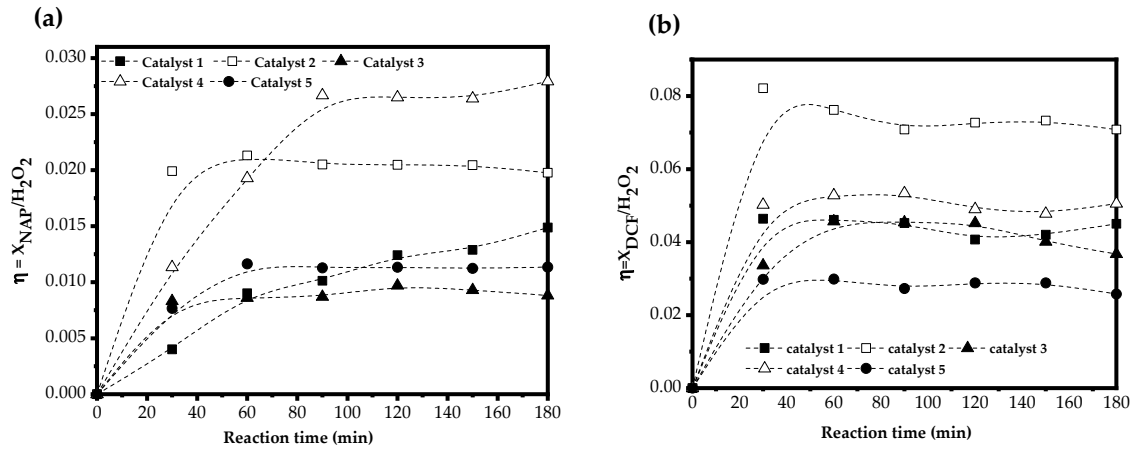 (a)
0.030
0.025
0.020
0.015
0.010
0.005
0.000
η = X_NAP/H₂O₂
Catalyst 1 Catalyst 2 Catalyst 3
Catalyst 4 Catalyst 5
0 20 40 60 80 100 120 140 160 180
Reaction time (min)
(b)
0.08
0.06
0.04
0.02
0.00
η=X_DCF/H₂O₂
catalyst 1 catalyst 2 catalyst 3
catalyst 4 catalyst 5
0 20 40 60 80 100 120 140 160 180
Reaction time (min)